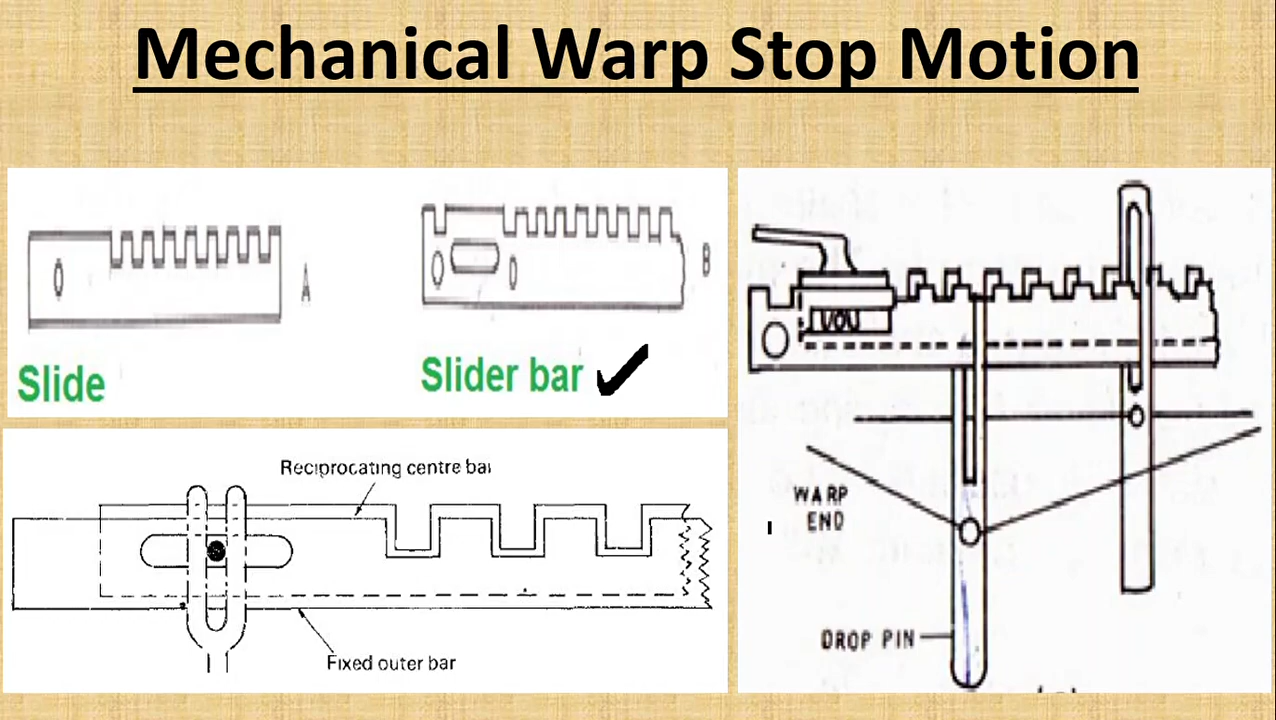 Mechanical Warp Stop Motion
A
B
Slide
Slider bar
Reciprocating centre bar
Fixed outer bar
WARP
END
DROP PIN